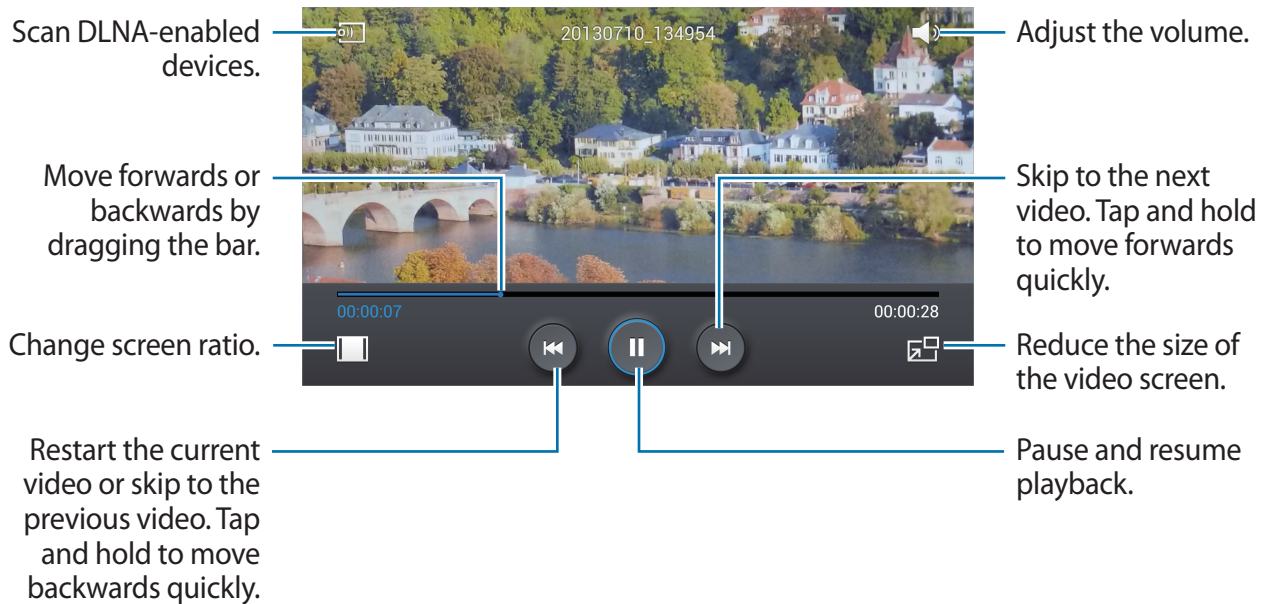 Scan DLNA-enabled
devices.
20130710_134954
Adjust the volume.
Move forwards or
backwards by
dragging the bar.
Skip to the next
video. Tap and hold
to move forwards
quickly.
00:00:07
00:00:28
Change screen ratio.
Reduce the size of
the video screen.
Restart the current
video or skip to the
previous video. Tap
and hold to move
backwards quickly.
Pause and resume
playback.